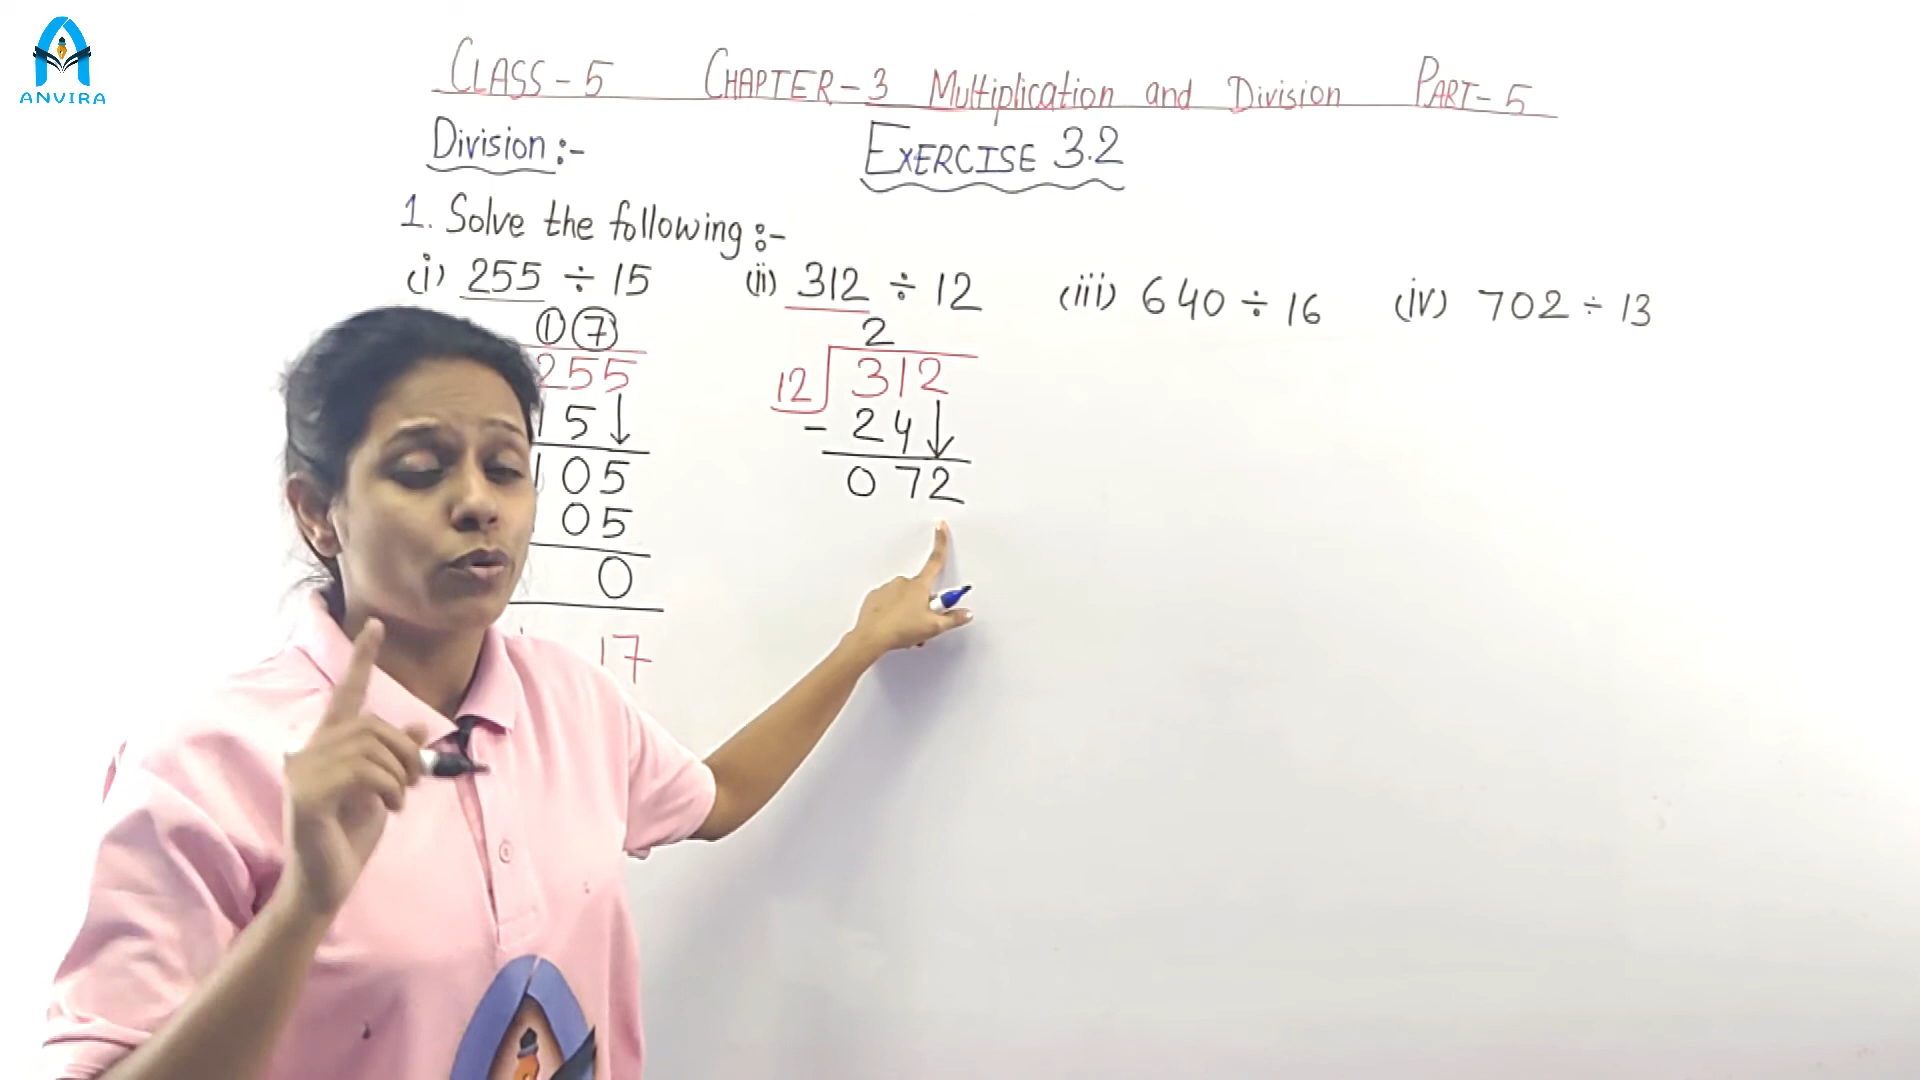 ANVIRA
CLASS-5 CHAPTER-3 Multiplication and Division PART-5
Division :-
EXERCISE 3.2
1. Solve the following :-
(i) 255 ÷ 15 (ii) 312 ÷ 12 (iii) 640 ÷ 16 (iv) 702 ÷ 13
1 7
255
15↓
105
05
0
17
2
12 312
- 24↓
072